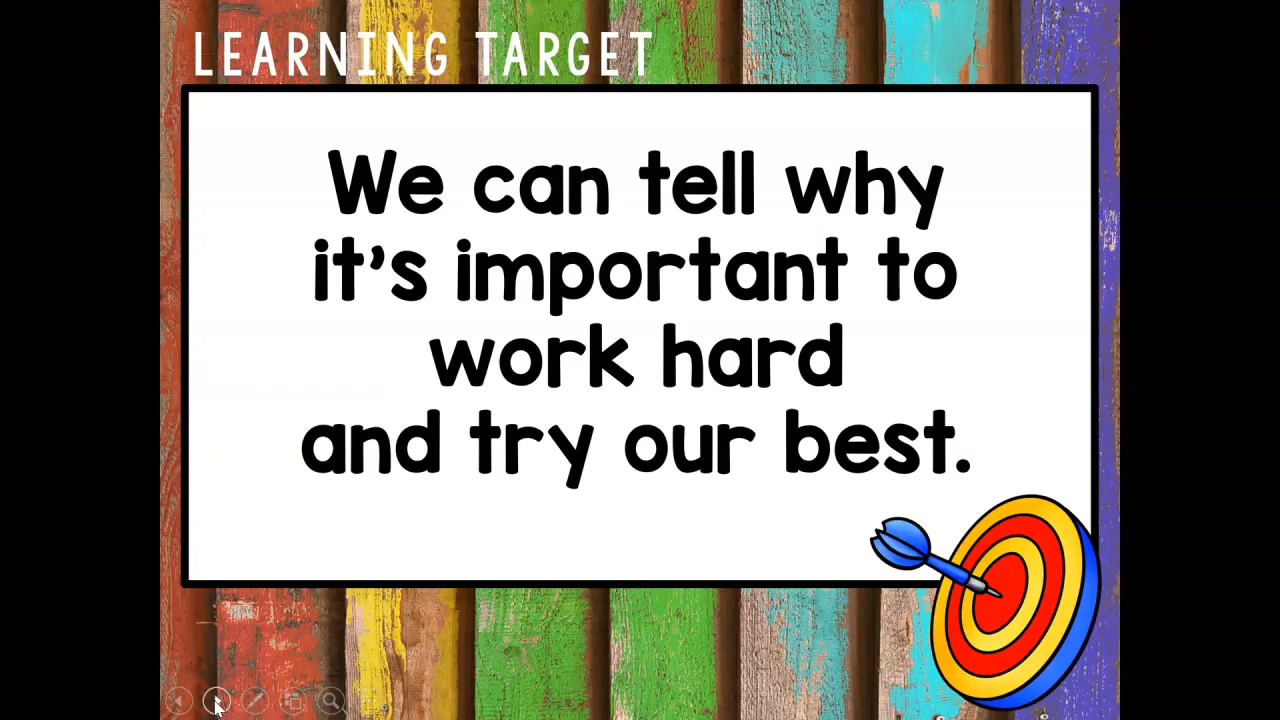 LEARNING TARGET
We can tell why
it's important to
work hard
and try our best.